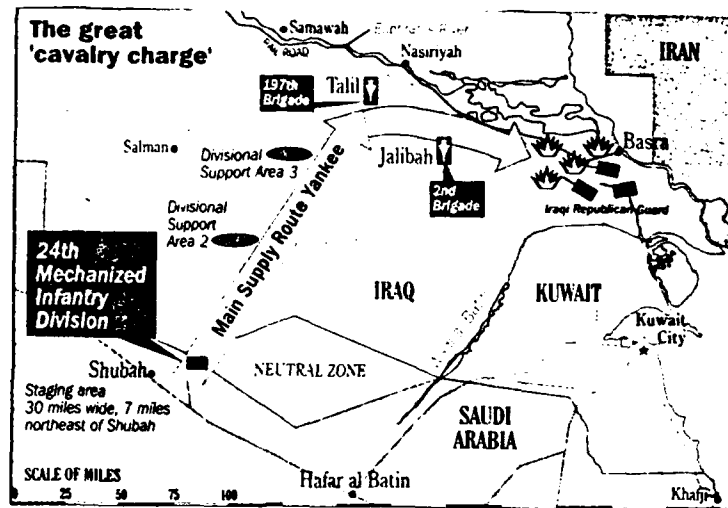 The great
'cavalry charge'
Samawah
RAIL ROAD
Nasiriyah
IRAN
197th
Brigade
Talil
Salman
Divisional
Support Area 3
Jalibah
Basra
2nd
Brigade
Iraqi Republican Guard
Divisional
Support
Area 2
Main Supply Route Yankee
24th
Mechanized
Infantry
Division
IRAQ
KUWAIT
Kuwait
City
Shubah
NEUTRAL ZONE
Staging area
30 miles wide, 7 miles
northeast of Shubah
SAUDI
ARABIA
SCALE OF MILES
Hafar al Batin
0 25 50 75 100
Khafji